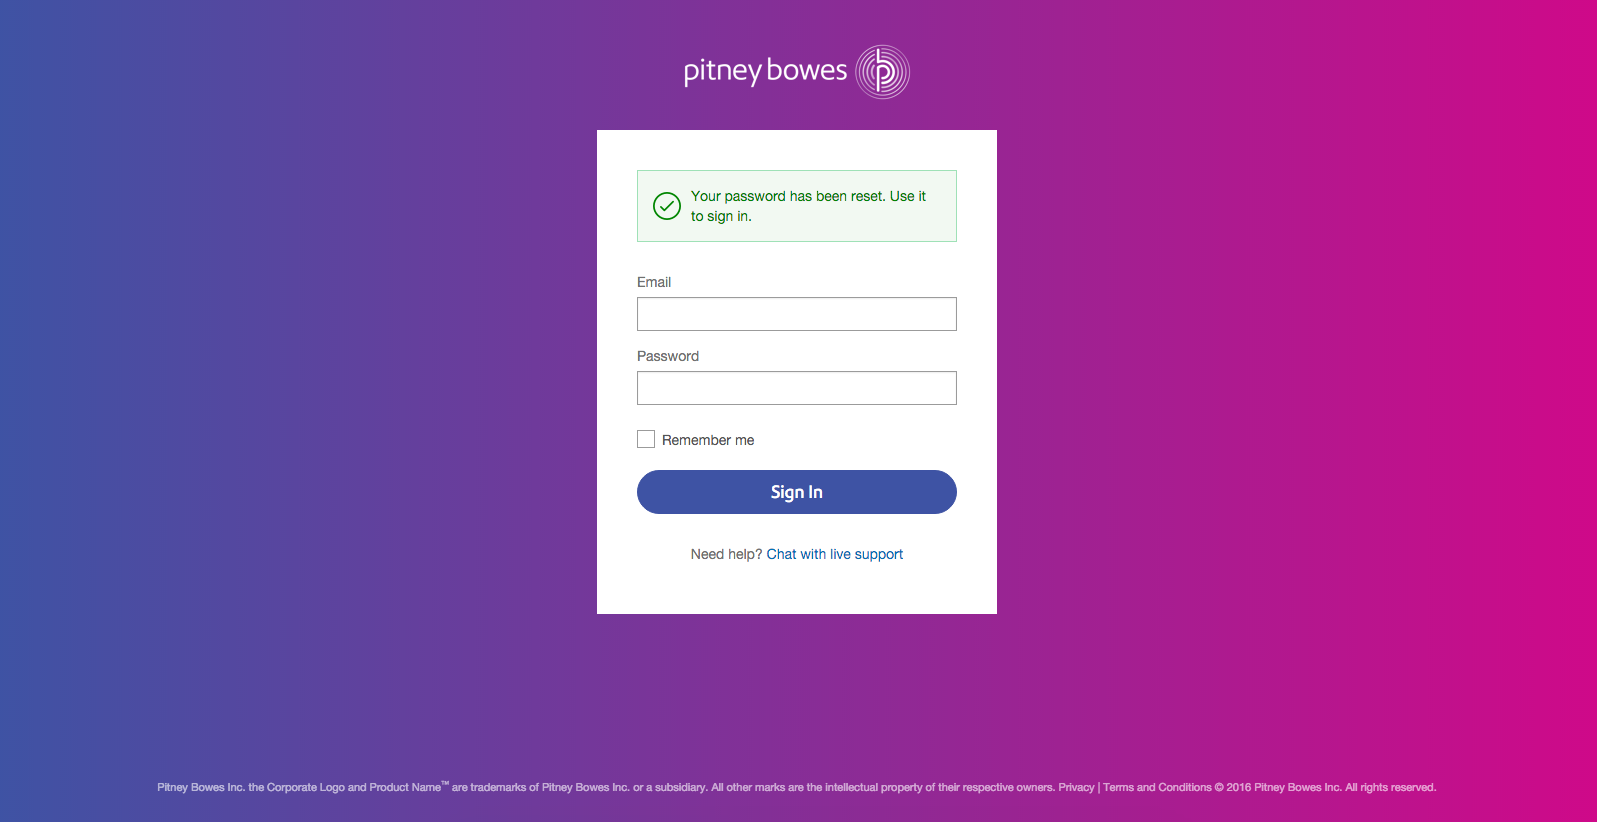 pitney bowes
Your password has been reset. Use it
to sign in.
Email
Password
Remember me
Sign In
Need help? Chat with live support
Pitney Bowes Inc. the Corporate Logo and Product Name™ are trademarks of Pitney Bowes Inc. or a subsidiary. All other marks are the intellectual property of their respective owners. Privacy | Terms and Conditions © 2016 Pitney Bowes Inc. All rights reserved.